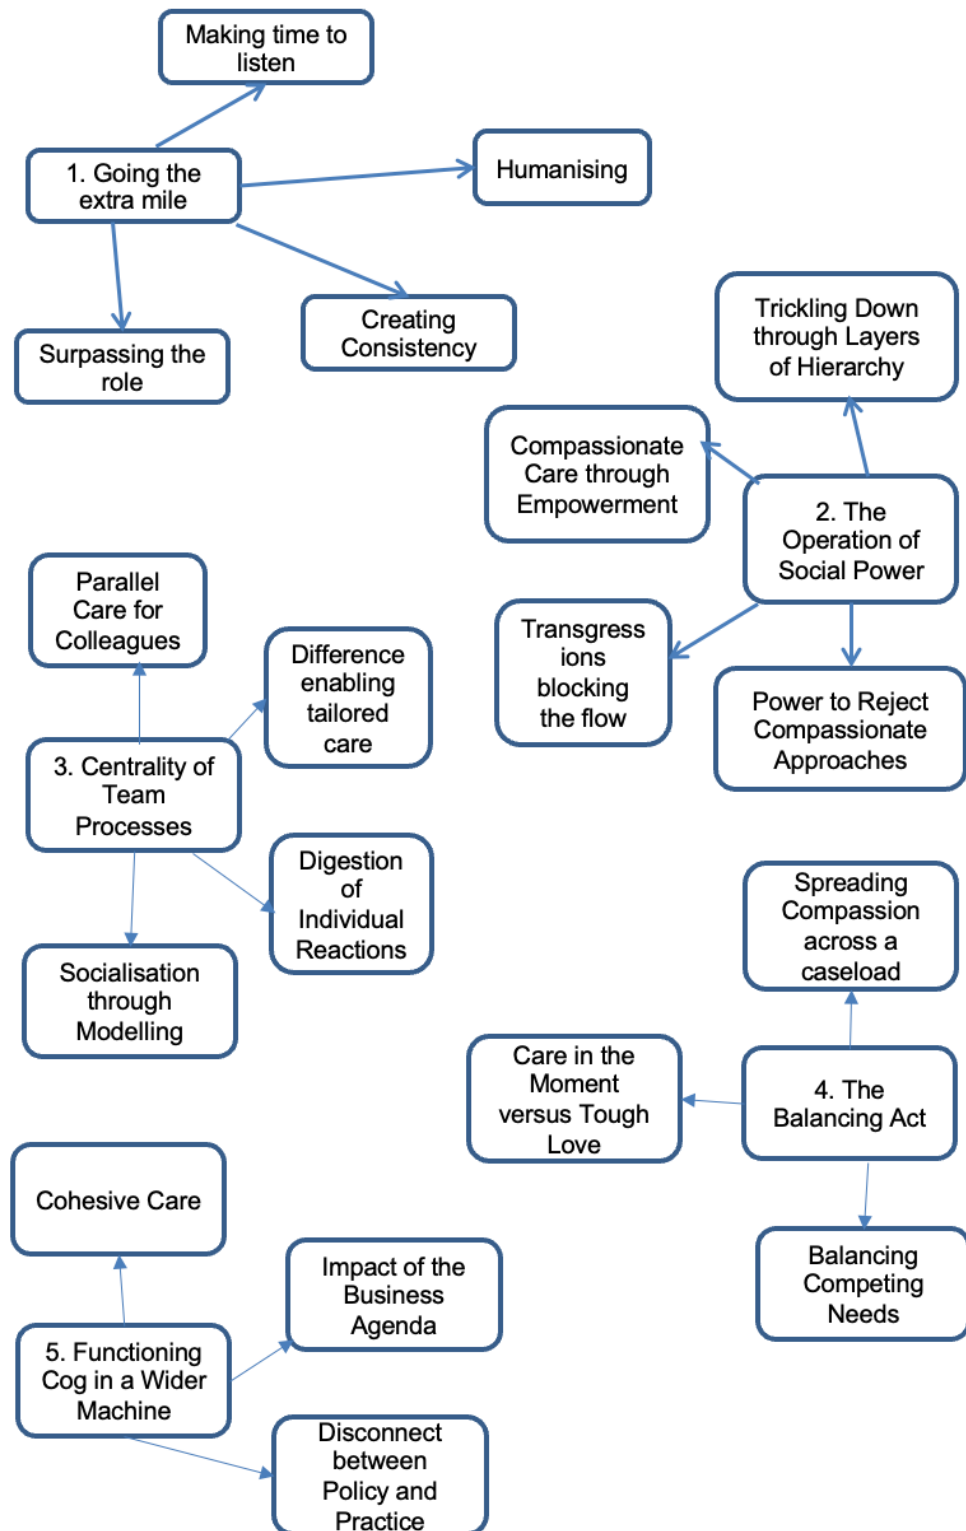 Making time to
listen
1. Going the
extra mile
Humanising
Creating
Consistency
Surpassing the
role
Trickling Down
through Layers
of Hierarchy
Compassionate
Care through
Empowerment
2. The
Operation of
Social Power
Transgress
ions
blocking
the flow
Power to Reject
Compassionate
Approaches
Parallel
Care for
Colleagues
Difference
enabling
tailored
care
3. Centrality of
Team
Processes
Digestion
of
Individual
Reactions
Socialisation
through
Modelling
Spreading
Compassion
across a
caseload
Care in the
Moment
versus Tough
Love
4. The
Balancing Act
Balancing
Competing
Needs
Cohesive Care
Impact of the
Business
Agenda
5. Functioning
Cog in a Wider
Machine
Disconnect
between
Policy and
Practice